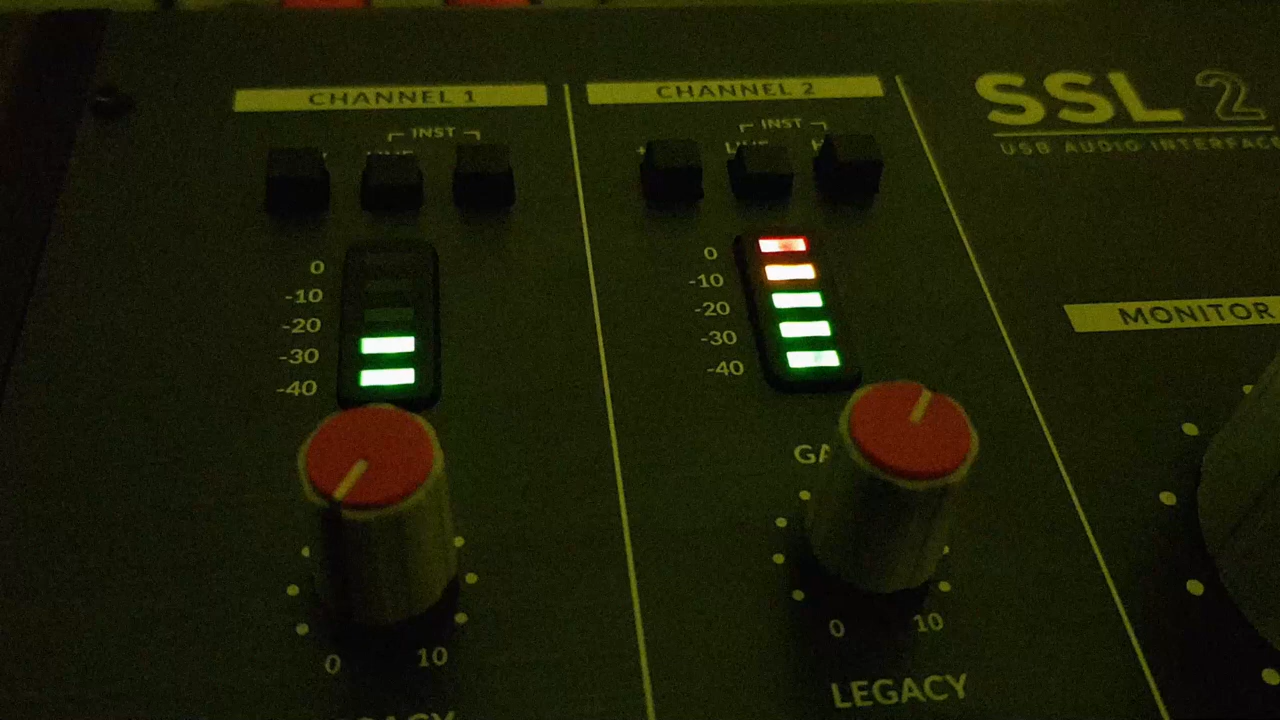 CHANNEL 1
INST
0
-10
-20
-30
-40
0 10
CHANNEL 2
INST
0
-10
-20
-30
-40
0 10
LEGACY
SSL 2
USB AUDIO INTERFACE
MONITOR